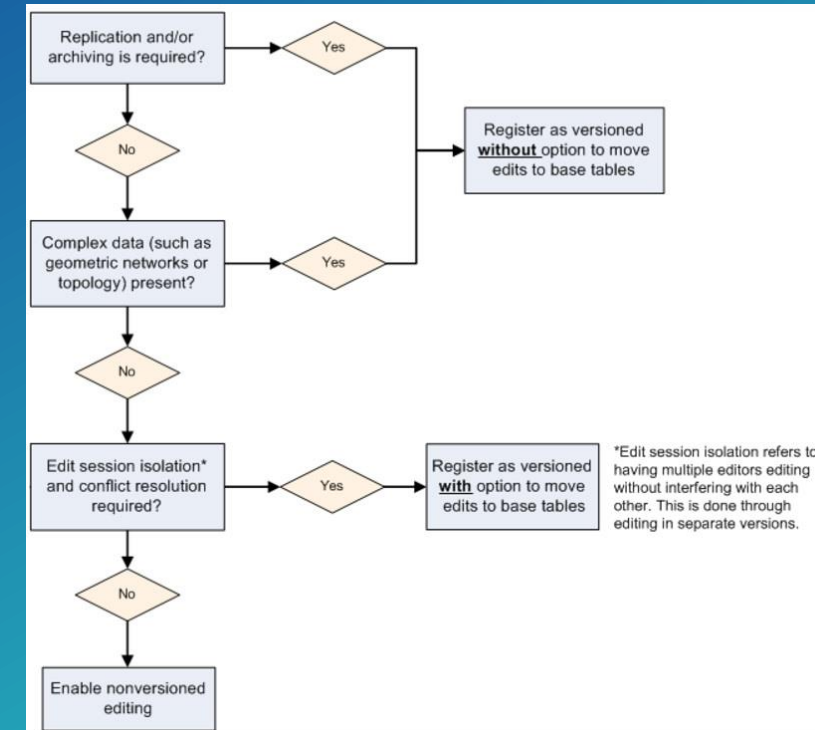 Replication and/or
archiving is required?
Yes
No
Register as versioned
without option to move
edits to base tables
Complex data (such as
geometric networks or
topology) present?
Yes
No
Edit session isolation*
and conflict resolution
required?
Yes
Register as versioned
with option to move
edits to base tables
*Edit session isolation refers to
having multiple editors editing
without interfering with each
other. This is done through
editing in separate versions.
No
Enable nonversioned
editing